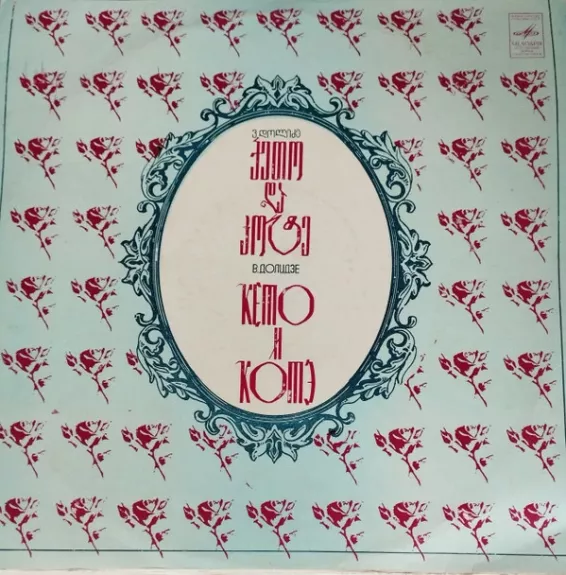 ვ.დოლიძე
ქეთო
და
კოტე
В.ДОЛИДЗЕ
КЕТО
И
КОТЭ